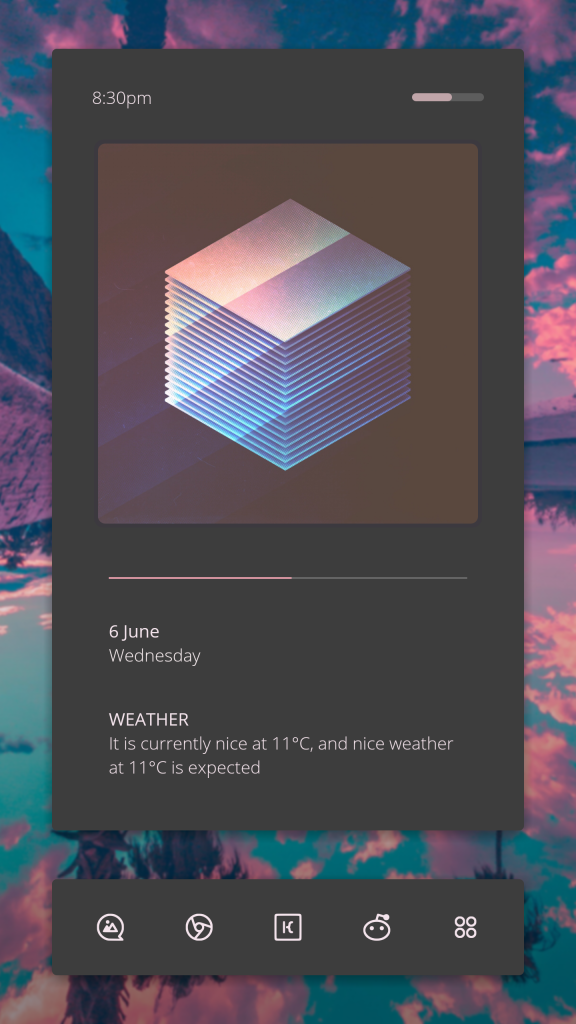 8:30pm
6 June
Wednesday
WEATHER
It is currently nice at 11°C, and nice weather
at 11°C is expected